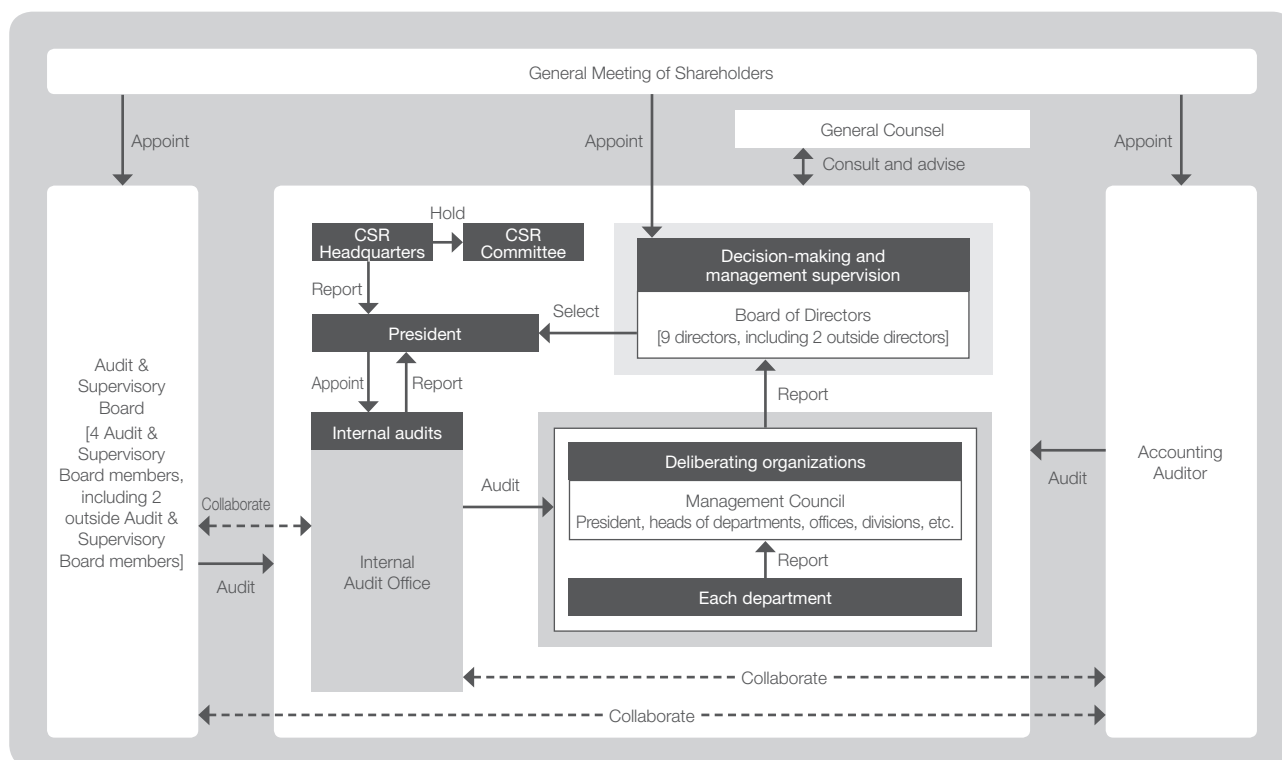 General Meeting of Shareholders
Appoint
Appoint
General Counsel
Consult and advise
Appoint
Hold
CSR
Headquarters
CSR
Committee
Report
President
Select
Decision-making and
management supervision
Board of Directors
[9 directors, including 2 outside directors]
Appoint
Report
Report
Audit &
Supervisory
Board
[4 Audit &
Supervisory
Board members,
including 2
outside Audit &
Supervisory
Board members]
Collaborate
Audit
Internal audits
Internal
Audit Office
Audit
Deliberating organizations
Management Council
President, heads of departments, offices, divisions, etc.
Report
Each department
Audit
Accounting
Auditor
Collaborate
Collaborate